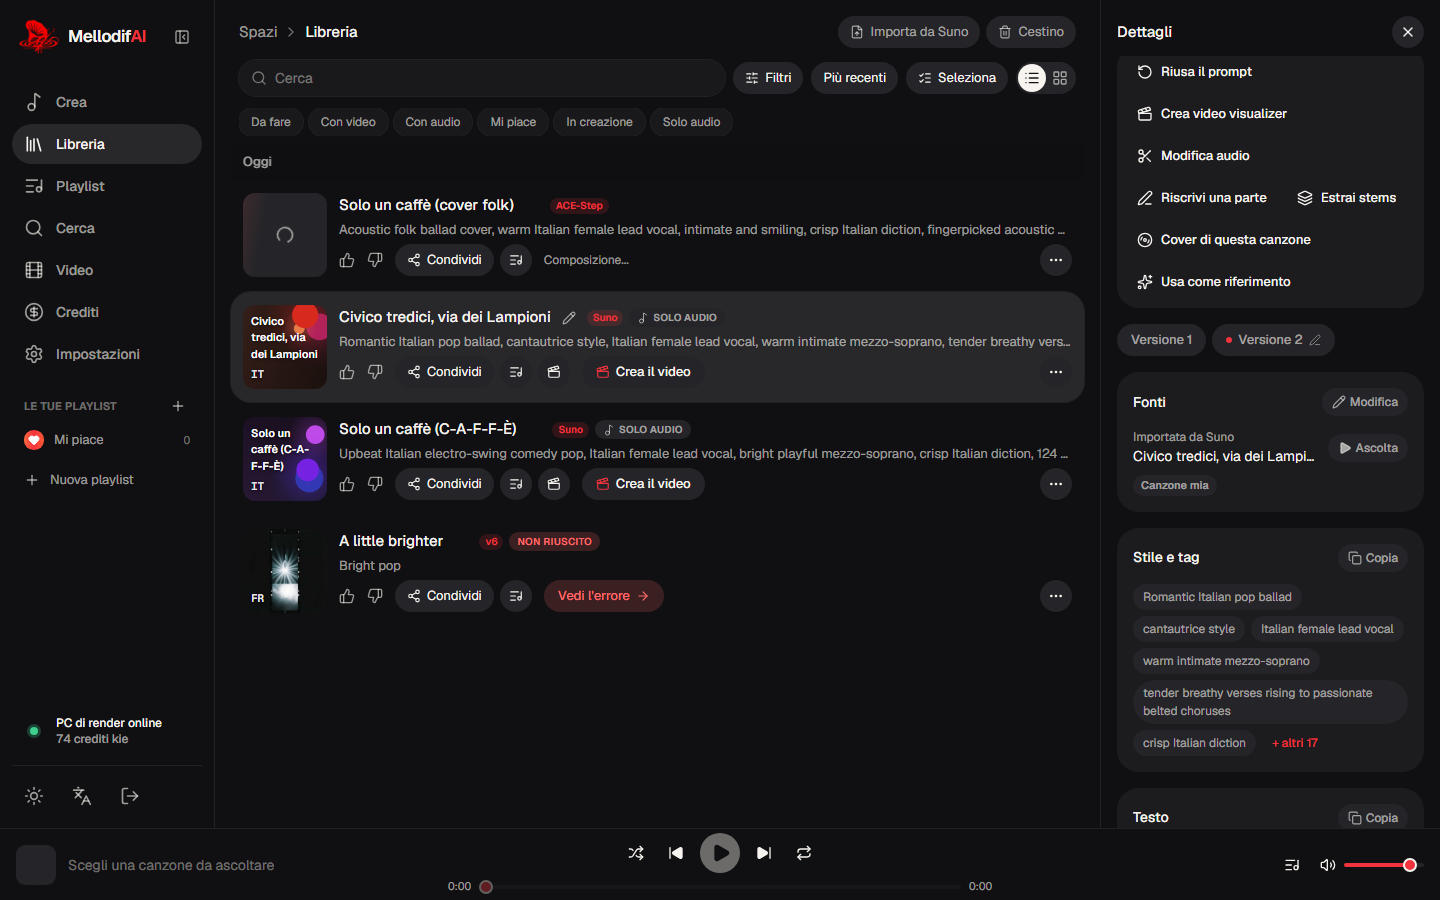 MellodifAI
Crea
Libreria
Playlist
Cerca
Video
Crediti
Impostazioni
LE TUE PLAYLIST
Mi piace 0
Nuova playlist
PC di render online
74 crediti kie
Spazi > Libreria
Importa da Suno
Cestino
Cerca
Filtri
Più recenti
Seleziona
Da fare
Con video
Con audio
Mi piace
In creazione
Solo audio
Oggi
Solo un caffè (cover folk) ACE-Step
Acoustic folk ballad cover, warm Italian female lead vocal, intimate and smiling, crisp Italian diction, fingerpicked acoustic ...
Condividi
Composizione...
Civico
tredici, via
dei Lampioni
IT
Civico tredici, via dei Lampioni Suno SOLO AUDIO
Romantic Italian pop ballad, cantautrice style, Italian female lead vocal, warm intimate mezzo-soprano, tender breathy vers...
Condividi
Crea il video
Solo un
caffè (C-A-
F-F-È)
IT
Solo un caffè (C-A-F-F-È) Suno SOLO AUDIO
Upbeat Italian electro-swing comedy pop, Italian female lead vocal, bright playful mezzo-soprano, crisp Italian diction, 124 ...
Condividi
Crea il video
FR
A little brighter v6 NON RIUSCITO
Bright pop
Condividi
Vedi l'errore →
Dettagli
Riusa il prompt
Crea video visualizer
Modifica audio
Riscrivi una parte
Estrai stems
Cover di questa canzone
Usa come riferimento
Versione 1
Versione 2
Fonti
Modifica
Importata da Suno
Civico tredici, via dei Lampi...
Ascolta
Canzone mia
Stile e tag
Copia
Romantic Italian pop ballad
cantautrice style
Italian female lead vocal
warm intimate mezzo-soprano
tender breathy verses rising to passionate
belted choruses
crisp Italian diction
+ altri 17
Testo
Copia
Scegli una canzone da ascoltare
0:00
0:00